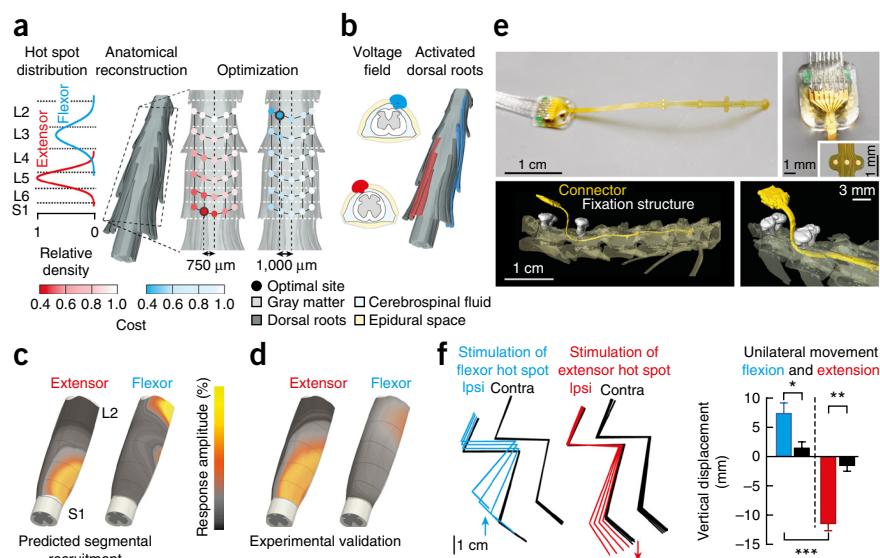 a
Hot spot
distribution
Anatomical
reconstruction
Optimization
Flexor
Extensor
L2
L3
L4
L5
L6
S1
1
0
Relative
density
750 µm
1,000 µm
0.4 0.6 0.8 1.0
0.4 0.6 0.8 1.0
Cost
Optimal site
Gray matter
Dorsal roots
Cerebrospinal fluid
Epidural space
b
Voltage
field
Activated
dorsal roots
e
1 cm
1 mm
1 mm
Connector
Fixation structure
1 cm
3 mm
c
Extensor
Flexor
L2
S1
Predicted segmental
Response amplitude (%)
d
Extensor
Flexor
Experimental validation
f
Stimulation of
flexor hot spot
Ipsi Contra
Stimulation of
extensor hot spot
Ipsi Contra
1 cm
Unilateral movement
flexion and extension
Vertical displacement
(mm)
10
5
0
−5
−10
−15
*
**
***